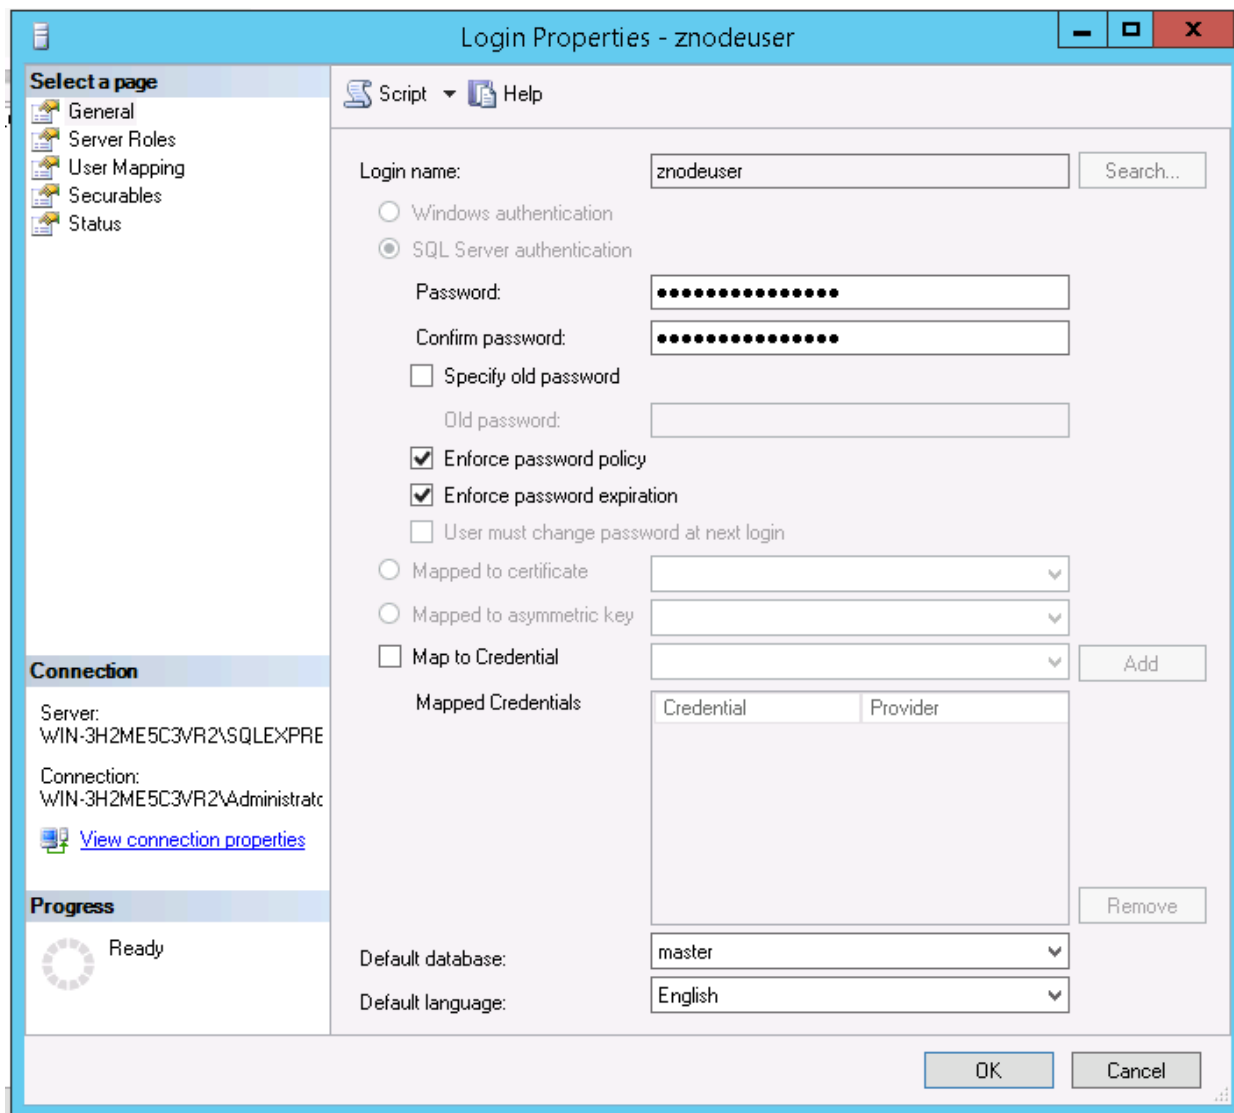 Login Properties - znodeuser
Select a page
General
Server Roles
User Mapping
Securables
Status
Script
Help
Login name:
znodeuser
Search...
Windows authentication
SQL Server authentication
Password:
●●●●●●●●●●●●●●●
Confirm password:
●●●●●●●●●●●●●●●
Specify old password
Old password:
Enforce password policy
Enforce password expiration
User must change password at next login
Mapped to certificate
Mapped to asymmetric key
Map to Credential
Add
Mapped Credentials
Credential
Provider
Remove
Default database:
master
Default language:
English
Connection
Server:
WIN-3H2ME5C3VR2\SQLEXPRE
Connection:
WIN-3H2ME5C3VR2\Administratc
View connection properties
Progress
Ready
OK
Cancel